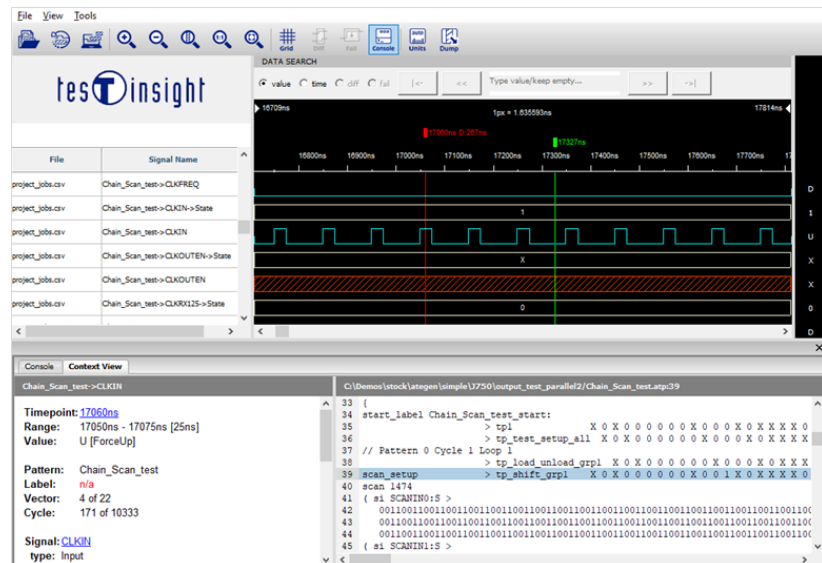 File View Tools
Grid Diff Fail Console Units Dump
tesTinsight
DATA SEARCH
value time diff fail |<- << Type value/keep empty... >> ->|
16709ns 1px = 1.635593ns 17814ns
17060ns D:267ns 17327ns
16800ns 16900ns 17000ns 17100ns 17200ns 17300ns 17400ns 17500ns 17600ns 17700ns 17
File Signal Name
project_jobs.csv Chain_Scan_test->CLKFREQ D
project_jobs.csv Chain_Scan_test->CLKIN->State 1 1
project_jobs.csv Chain_Scan_test->CLKIN U
project_jobs.csv Chain_Scan_test->CLKOUTEN->State X X
project_jobs.csv Chain_Scan_test->CLKOUTEN X
project_jobs.csv Chain_Scan_test->CLKRX125->State 0 0
D
Console Context View
Chain_Scan_test->CLKIN
Timepoint: 17060ns
Range: 17050ns - 17075ns [25ns]
Value: U [ForceUp]
Pattern: Chain_Scan_test
Label: n/a
Vector: 4 of 22
Cycle: 171 of 10333
Signal: CLKIN
type: Input
C:\Demos\stock\ategen\simple\J750\output_test_parallel2/Chain_Scan_test.atp:39
33 {
34 start_label Chain_Scan_test_start:
35 > tp1 X 0 X 0 0 0 0 0 0 X 0 0 0 X 0 X X X X 0
36 > tp_test_setup_all X 0 X 0 0 0 0 0 0 X 0 0 0 X 0 X X X X
37 // Pattern 0 Cycle 1 Loop 1
38 > tp_load_unload_grp1 X 0 X 0 0 0 0 0 0 X 0 0 X 0 X X X
39 scan_setup > tp_shift_grp1 X 0 X 0 0 0 0 0 0 X 0 0 1 X 0 X X X X 0
40 scan 1474
41 ( si SCANIN0:S >
42
43
44
45 ( si SCANIN1:S >